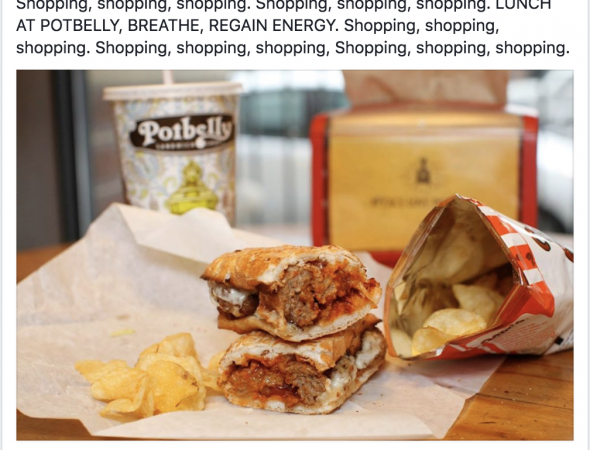 Shopping, shopping, shopping. Shopping, shopping, shopping. LUNCH
AT POTBELLY, BREATHE, REGAIN ENERGY. Shopping, shopping,
shopping. Shopping, shopping, shopping, Shopping, shopping, shopping.
Potbelly
SANDWICH